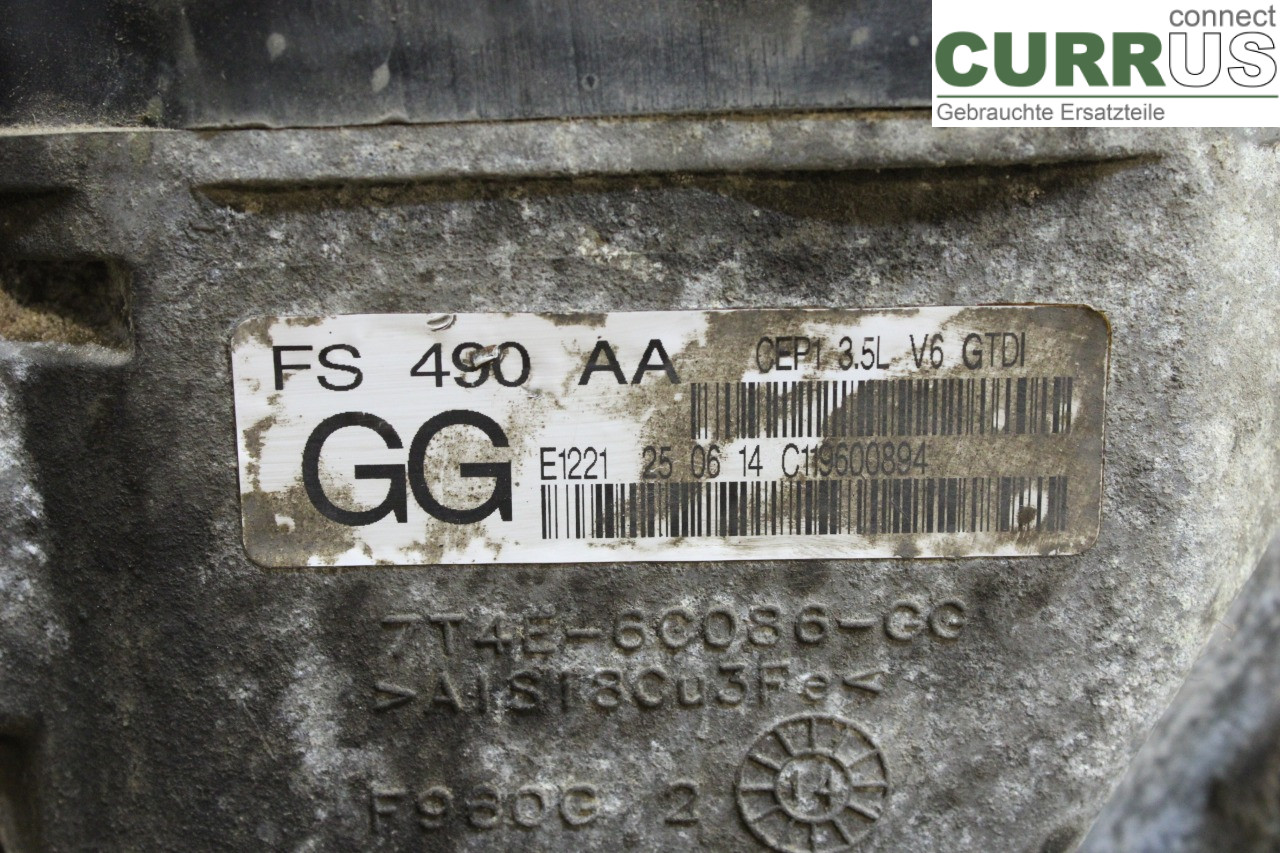 connect
CURRUS
Gebrauchte Ersatzteile
FS 490 AA
CEP1 3.5L V6 GTDI
GG
E1221 25 06 14 C119600894
7T4E-6C086-GG
>AlSi8Cu3Fe<
14
2